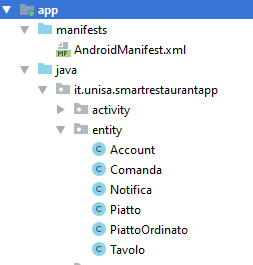 app
manifests
MF AndroidManifest.xml
java
it.unisa.smartrestaurantapp
activity
entity
C Account
C Comanda
C Notifica
C Piatto
C PiattoOrdinato
C Tavolo